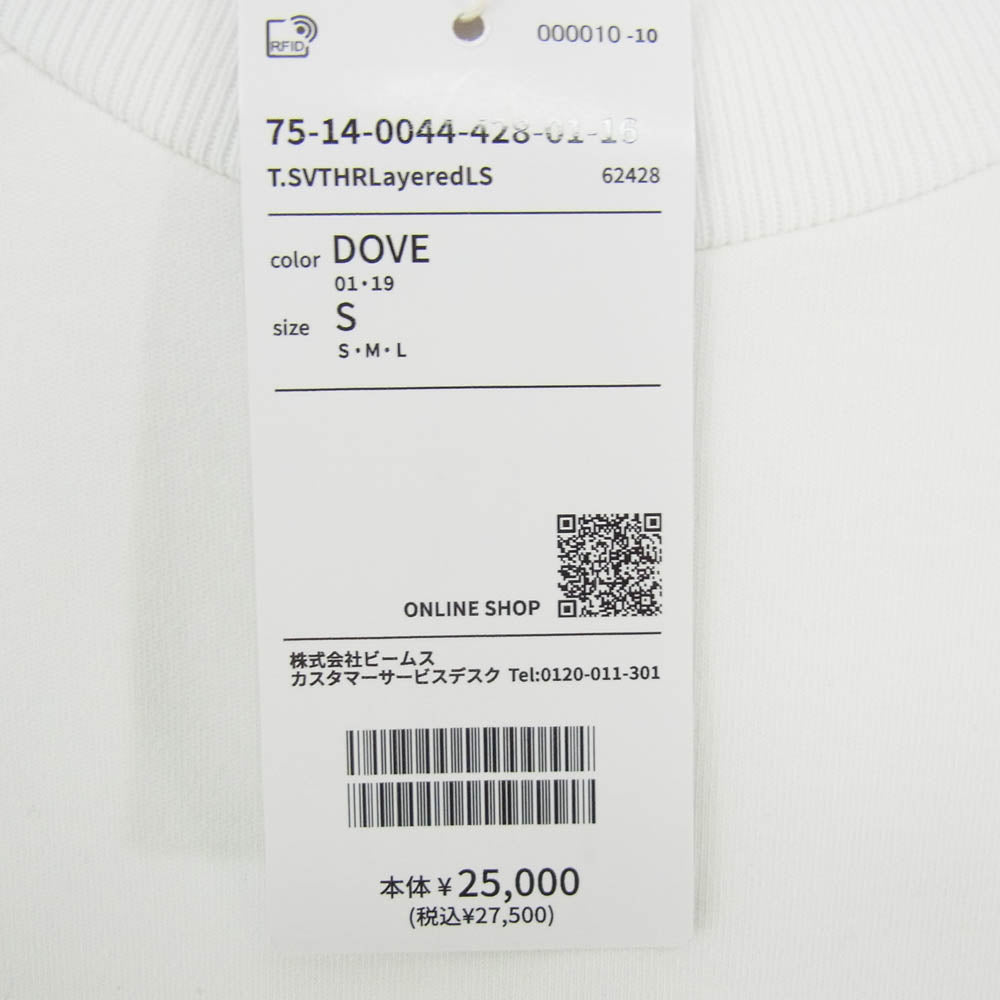 RFID
000010 -10
75-14-0044-428-01-16
T.SVTHRLayeredLS 62428
color DOVE
01・19
size S
S・M・L
ONLINE SHOP
株式会社ビームス
カスタマーサービスデスク Tel:0120-011-301
本体 ¥ 25,000
(税込¥27,500)